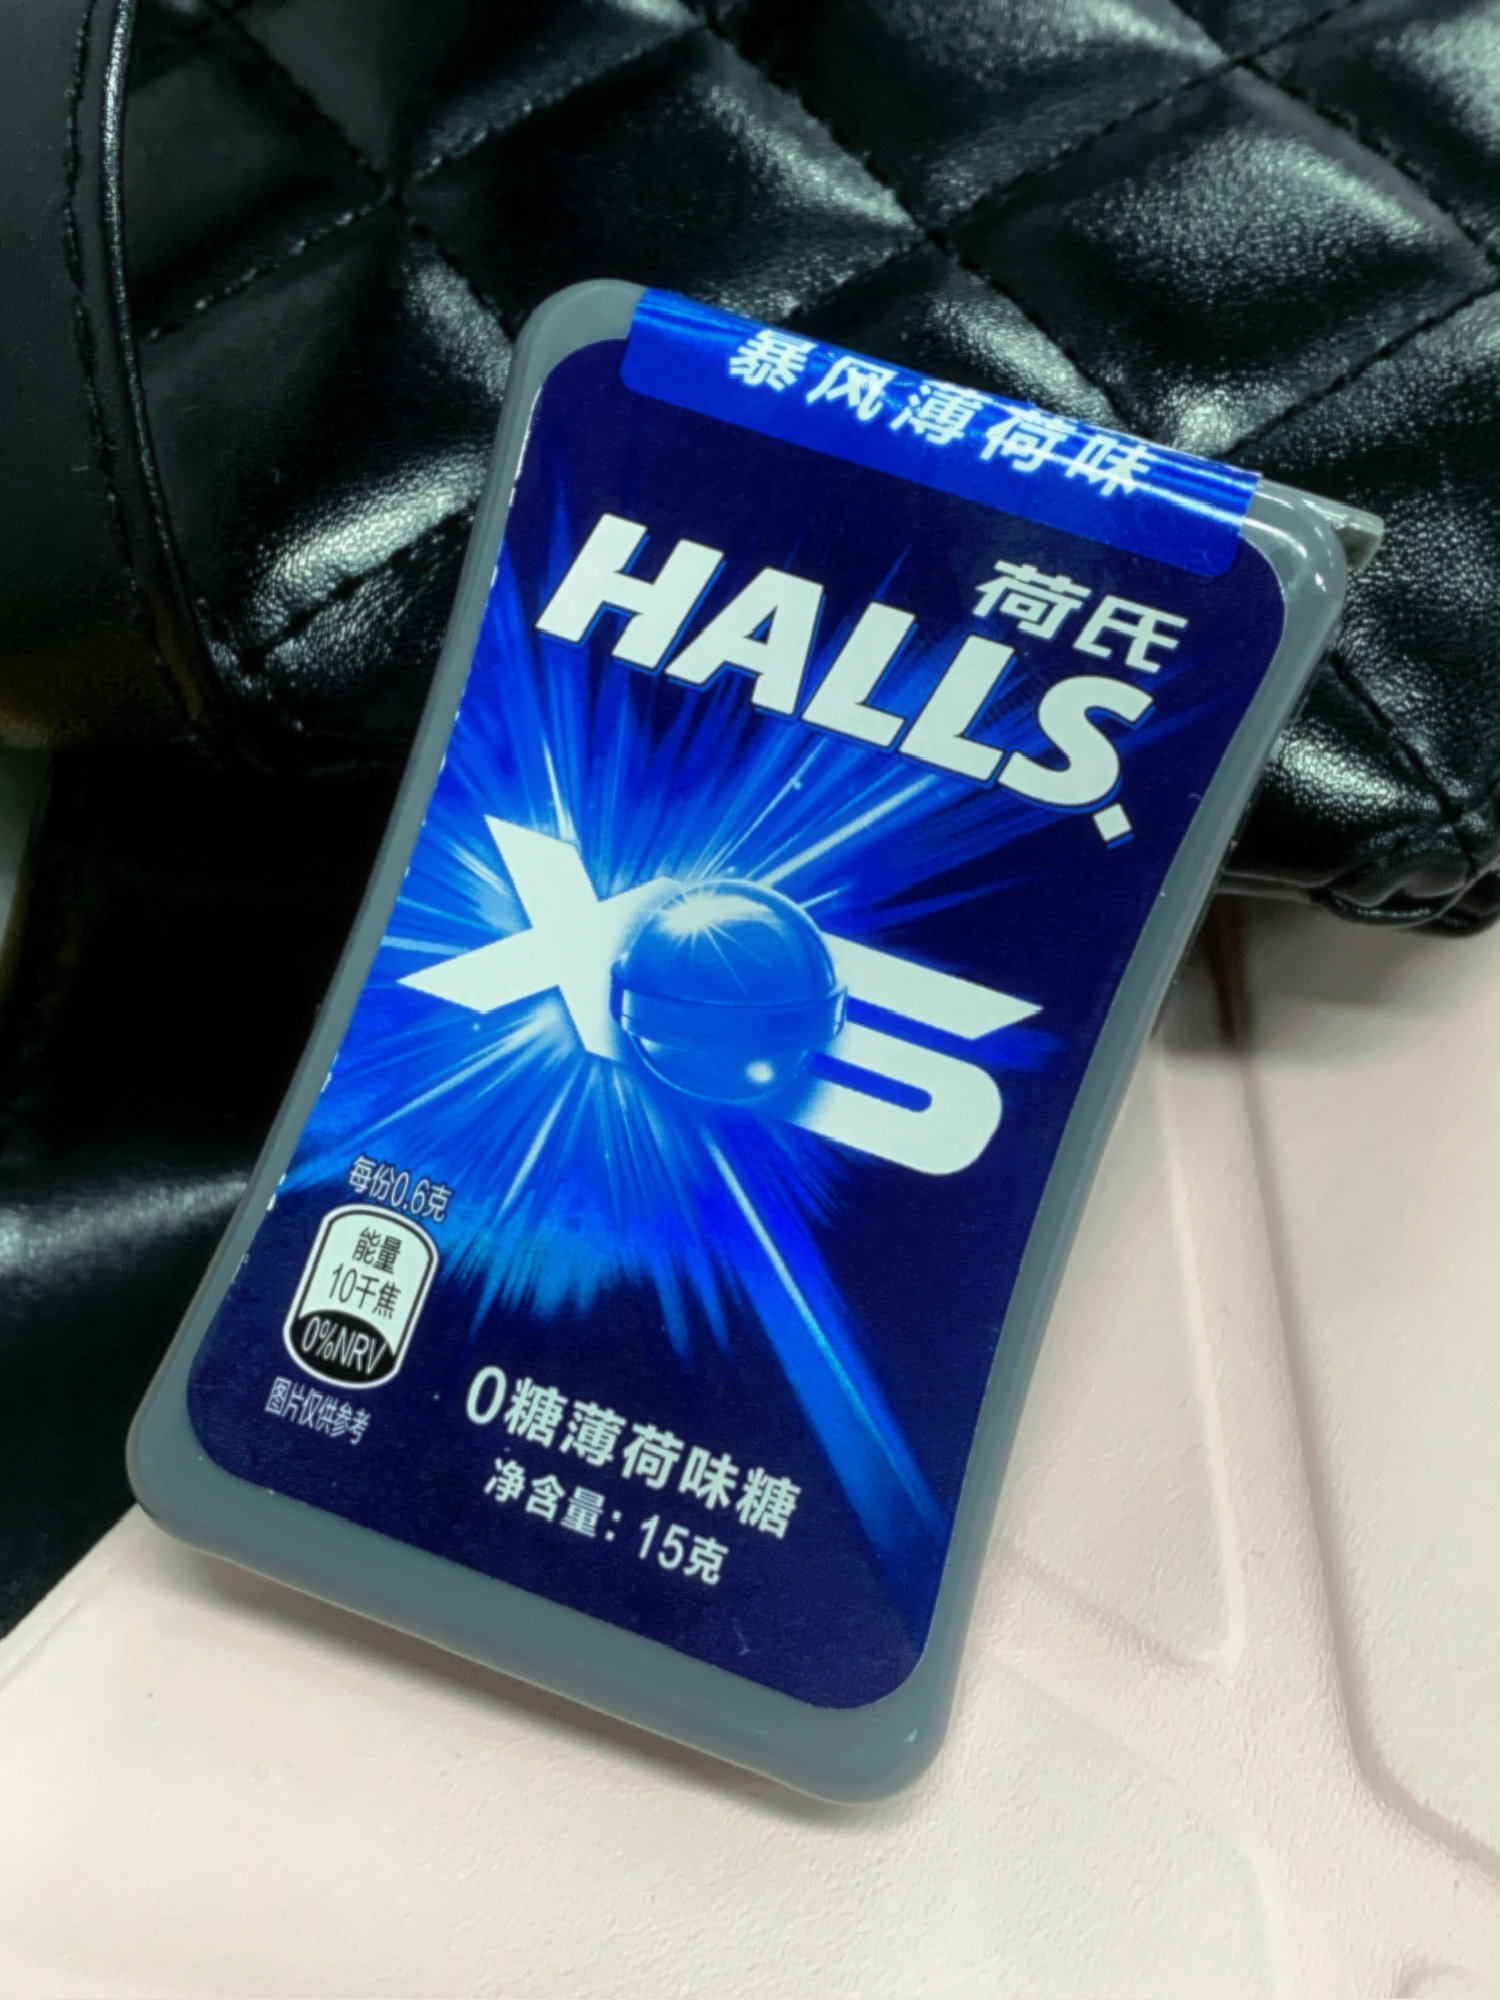 暴风薄荷味
荷氏
HALLS
XS
每份0.6克
能量
10千焦
0%NRV
图片仅供参考
0糖薄荷味糖
净含量：15克